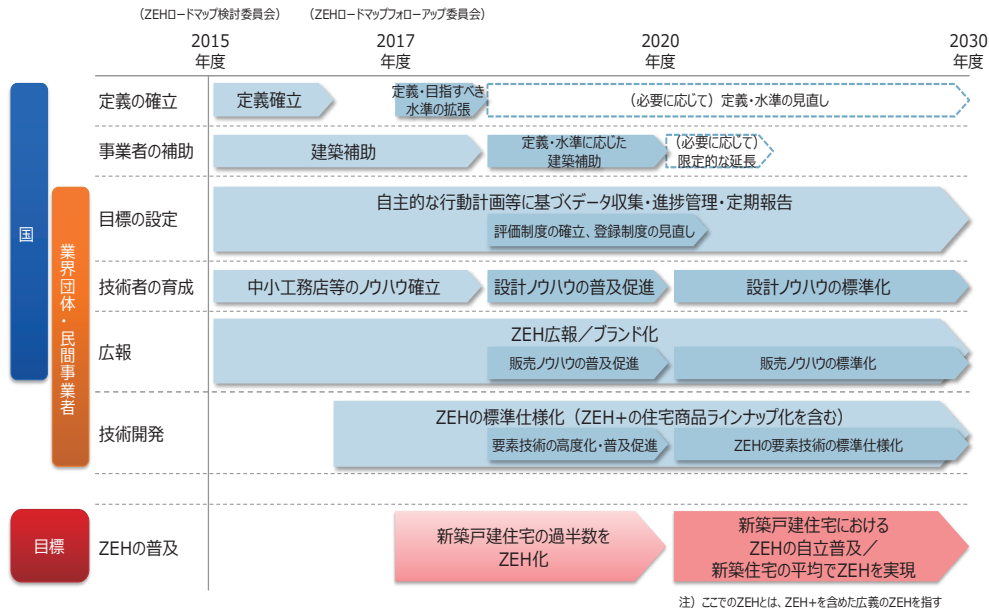 （ZEHロードマップ検討委員会）
（ZEHロードマップフォローアップ委員会）
2015
年度
2017
年度
2020
年度
2030
年度
国
業界団体・民間事業者
定義の確立
定義確立
定義・目指すべき
水準の拡張
（必要に応じて）定義・水準の見直し
事業者の補助
建築補助
定義・水準に応じた
建築補助
（必要に応じて）
限定的な延長
目標の設定
自主的な行動計画等に基づくデータ収集・進捗管理・定期報告
評価制度の確立、登録制度の見直し
技術者の育成
中小工務店等のノウハウ確立
設計ノウハウの普及促進
設計ノウハウの標準化
広報
ZEH広報／ブランド化
販売ノウハウの普及促進
販売ノウハウの標準化
技術開発
ZEHの標準仕様化（ZEH+の住宅商品ラインナップ化を含む）
要素技術の高度化・普及促進
ZEHの要素技術の標準仕様化
目標
ZEHの普及
新築戸建住宅の過半数を
ZEH化
新築戸建住宅における
ZEHの自立普及／
新築住宅の平均でZEHを実現
注）ここでのZEHとは、ZEH+を含めた広義のZEHを指す